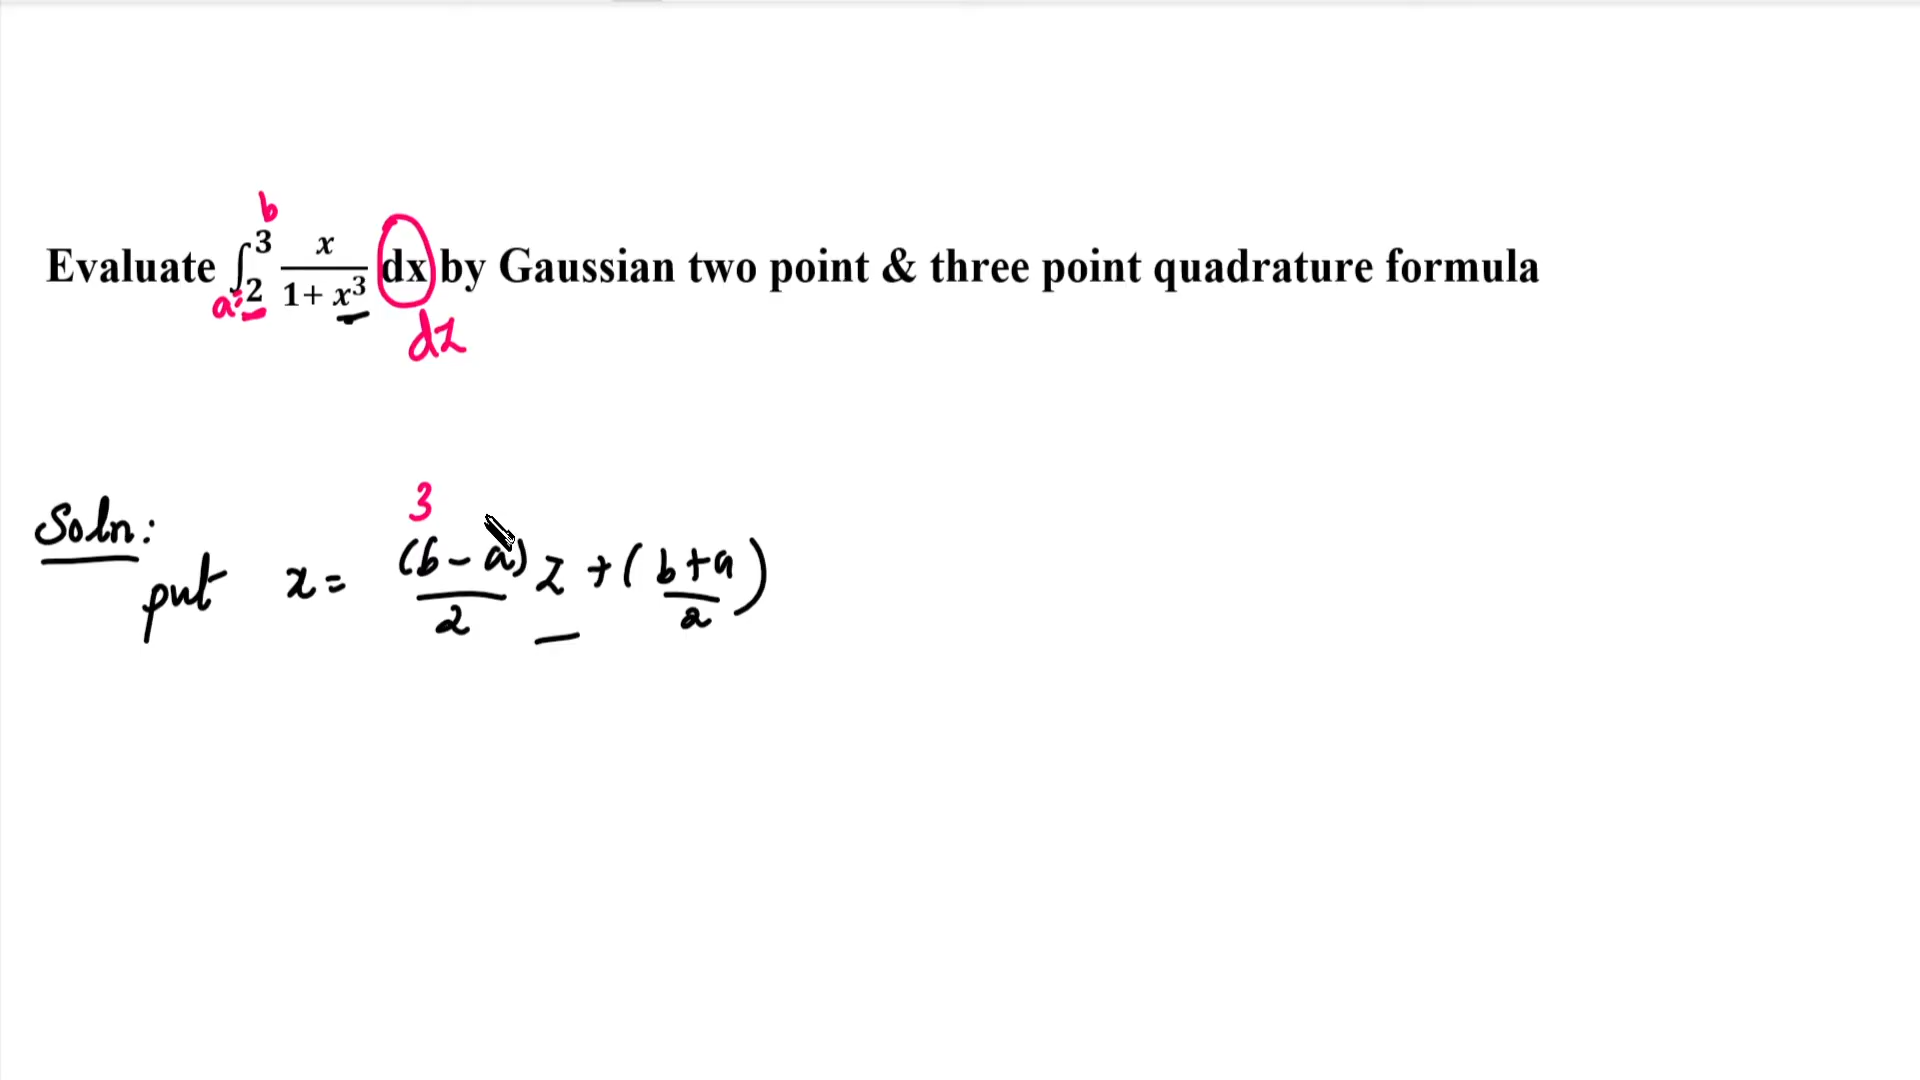 b
Evaluate ∫₂³ x/(1+ x³) dx by Gaussian two point & three point quadrature formula
a=
dz
3
Soln:
put x = (b-a)/2 z + (b+a/2)